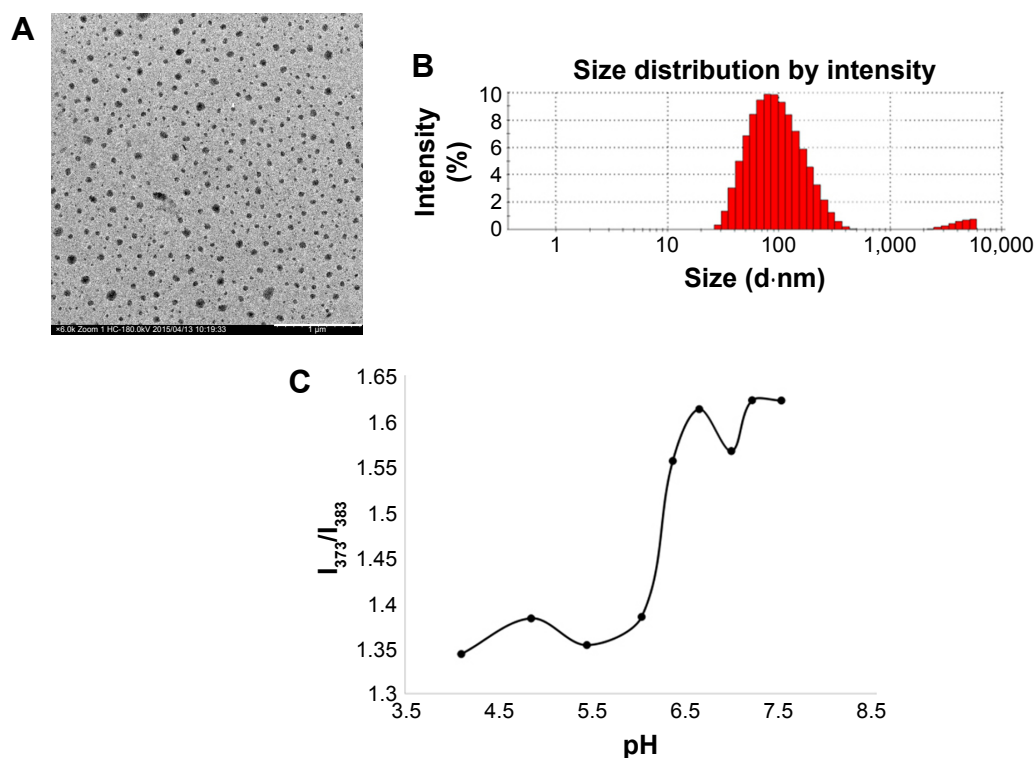 A
×6.0k Zoom 1 HC-180.0kV 2015/04/13 10:19:33
1 µm
B
Size distribution by intensity
Intensity
(%)
10
8
6
4
2
0
1
10
100
1,000
10,000
Size (d·nm)
C
I373/I383
1.65
1.6
1.55
1.5
1.45
1.4
1.35
1.3
3.5
4.5
5.5
6.5
7.5
8.5
pH